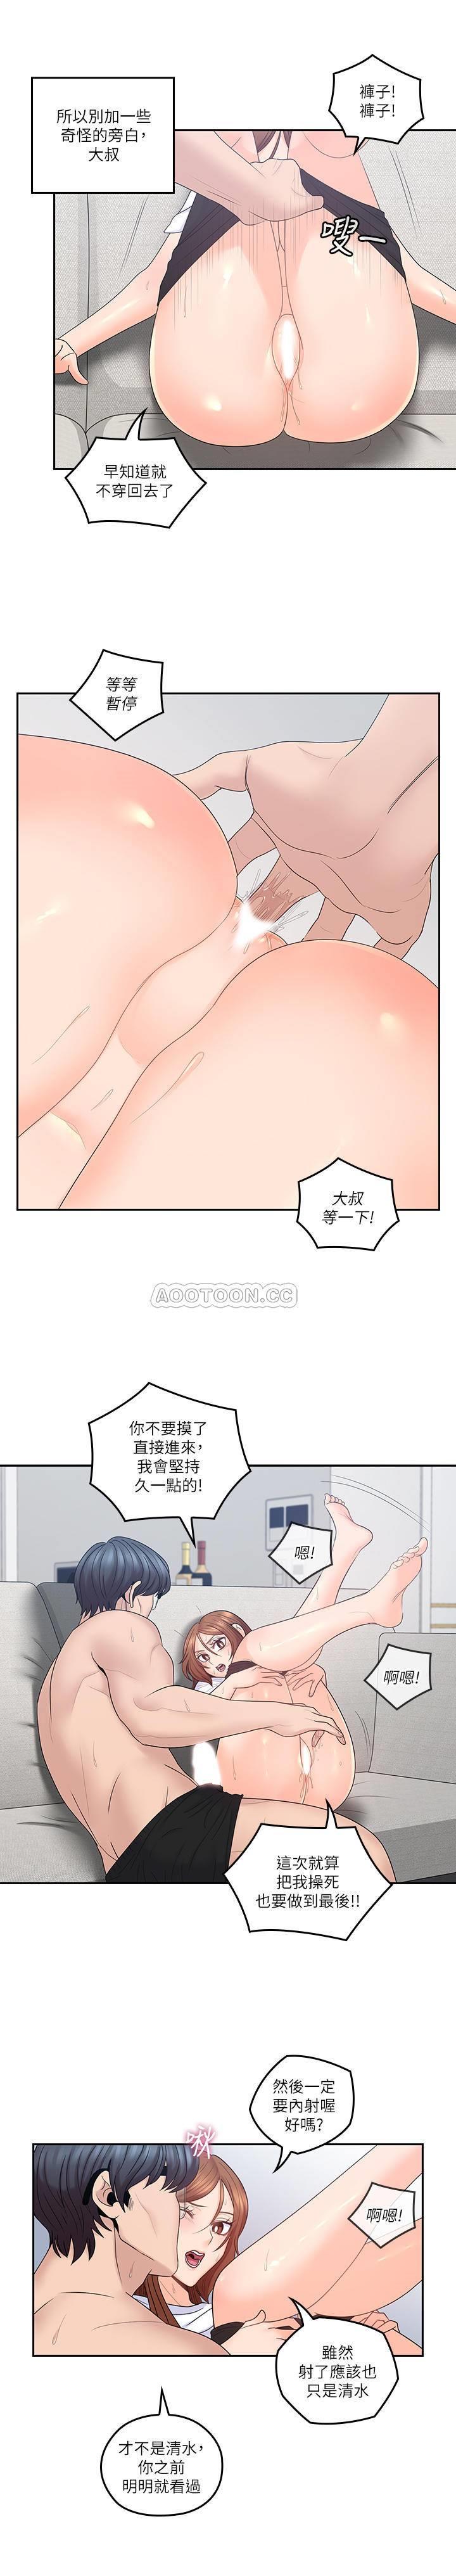 褲子!
褲子!
所以別加一些
奇怪的旁白，
大叔
嗖—
早知道就
不穿回去了
等等
暫停
大叔
等一下!
AOOTOON.CC
你不要摸了
直接進來，
我會堅持
久一點的!
嗯!
啊嗯!
這次就算
把我操死
也要做到最後!!
然後一定
要內射喔
好嗎?
啾
啊嗯!
雖然
射了應該也
只是清水
才不是清水，
你之前
明明就看過